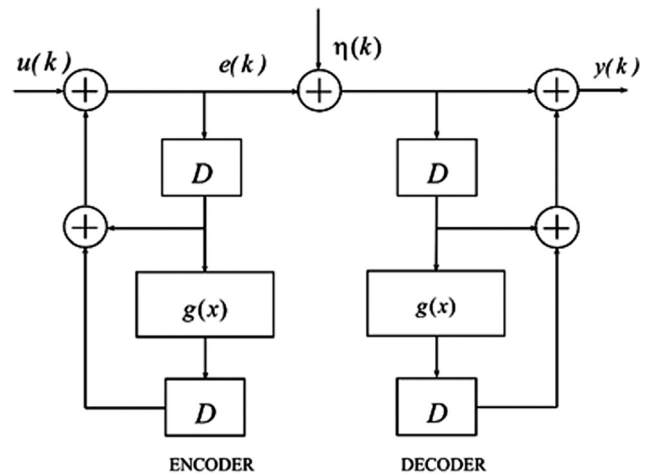 u(k)
e(k)
η(k)
y(k)
D
D
g(x)
g(x)
D
D
ENCODER
DECODER